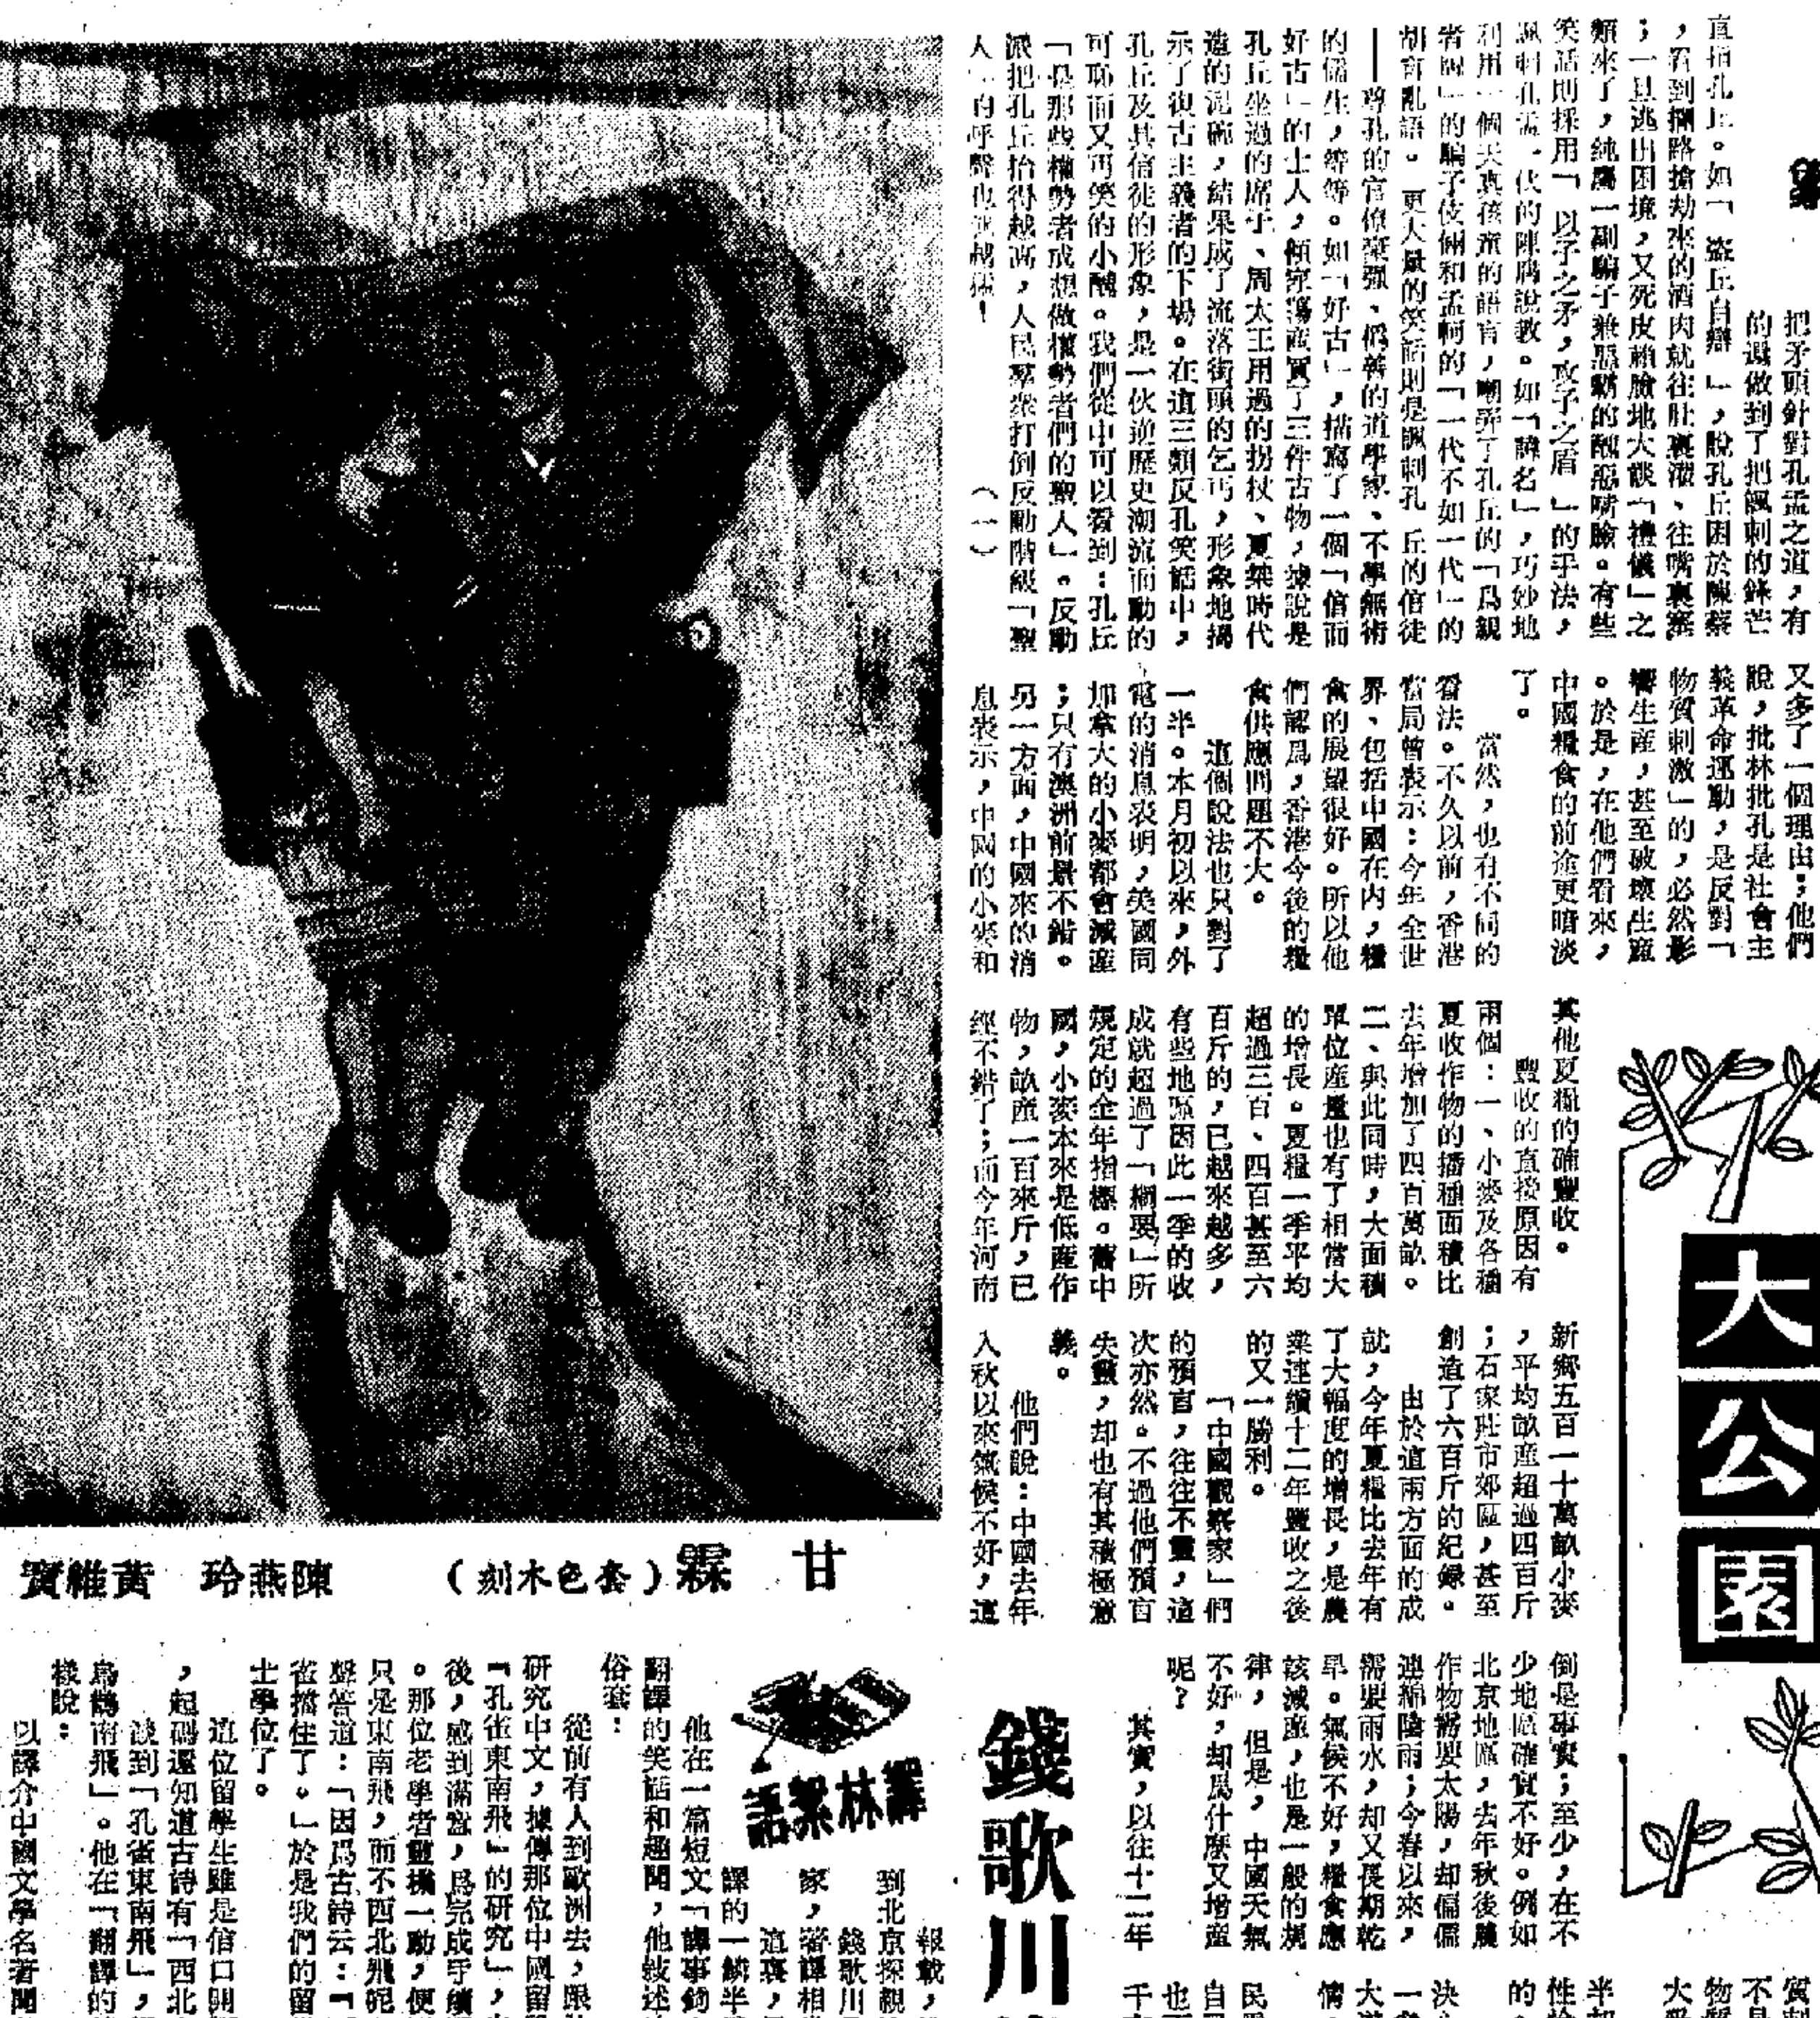 把矛頭針對孔孟之道，有
的還做到了把諷刺的鋒芒
直指孔丘。如「盜丘自辯」，說孔丘困於陳蔡
，看到攔路搶劫來的酒肉就往肚裏灌、往嘴裏塞
；一旦逃出困境，又死皮賴臉地大談「禮儀」之
類來了，純屬一副騙子兼惡霸的醜惡嘴臉。有些
笑話則採用「以子之矛，攻子之盾」的手法，
諷刺孔孟一伙的陳腐說教。如「諱名」，巧妙地
利用一個天真孩童的語言，嘲弄了孔丘的「爲親
者諱」的騙子伎倆和孟軻的「一代不如一代」的
胡言亂語。更大量的笑話則是諷刺孔丘的信徒
——尊孔的官僚豪强、僞善的道學家、不學無術
的儒生，等等。如「好古」，描寫了一個「信而
好古」的士人，傾家蕩產買了三件古物，據說是
孔丘坐過的席子、周太王用過的拐杖、夏桀時代
造的泥碗，結果成了流落街頭的乞丐，形象地揭
示了復古主義者的下場。在這三類反孔笑話中，
孔丘及其信徒的形象，是一伙逆歷史潮流而動的
可恥而又可笑的小醜。我們從中可以看到：孔丘
「是那些權勢者或想做權勢者們的聖人」。反動
派把孔丘抬得越高，人民羣衆打倒反動階級「聖
人」的呼聲也就越猛！
（一）
又多了一個理由；他們
說，批林批孔是社會主
義革命運動，是反對「
物質刺激」的，必然影
響生產，甚至破壞生產
。於是，在他們看來，
中國糧食的前途更暗淡
了。
當然，也有不同的
看法。不久以前，香港
當局曾表示：今年全世
界、包括中國在內，糧
食的展望很好。所以他
們認爲，香港今後的糧
食供應問題不大。
這個說法也只對了
一半。本月初以來，外
電的消息表明，美國同
加拿大的小麥都會減產
；只有澳洲前景不錯。
另一方面，中國來的消
息表示，中國的小麥和
其他夏糧的確豐收。
豐收的直接原因有
兩個：一、小麥及各種
夏收作物的播種面積比
去年增加了四百萬畝。
二、與此同時，大面積
單位產量也有了相當大
的增長。夏糧一季平均
超過三百、四百甚至六
百斤的，已越來越多，
有些地區因此一季的收
成就超過了「綱要」所
規定的全年指標。舊中
國，小麥本來是低產作
物，畝產一百來斤，已
經不錯了；而今年河南
新鄉五百一十萬畝小麥
，平均畝產超過四百斤
；石家莊市郊區，甚至
創造了六百斤的紀錄。
由於這兩方面的成
就，今年夏糧比去年有
了大幅度的增長，是農
業連續十二年豐收之後
的又一勝利。
「中國觀察家」們
的預言，往往不靈，這
次亦然。不過他們預言
失靈，却也有其積極意
義。
他們說：中國去年
入秋以來氣候不好，這
倒是事實；至少，在不
少地區確實不好。例如
北京地區，去年秋後農
作物需要太陽，却偏偏
連綿陰雨；今春以來，
需要雨水，却又長期乾
旱。氣候不好，糧食應
該減產，也是一般的規
律，但是，中國天氣
不好，却爲什麼又增產
呢？
其實，以往十二年
大公園
甘霖（套色木刻）陳燕玲　黃維實
錢歌川
譯林絮語
報載，
到北京探親
錢歌川
家，著譯相當
這裏，
譯的一鱗半
他在一篇短文「譯事
翻譯的笑話和趣聞，他敍述
俗套：
從前有人到歐洲去，跟
研究中文，據傳那位中國留
『孔雀東南飛』的研究」，
後，感到滿意，爲完成手續
。那位老學者靈機一動，便
只是東南飛，而不西北飛呢
聲答道：「因爲古詩云：『
雀擋住了。」於是我們的留
士學位了。
這位留學生雖是信口開
，起碼還知道古詩有「西北
談到「孔雀東南飛」，
烏鵲南飛」。他在「翻譯的
樣說：
以譯介中國文學名著聞